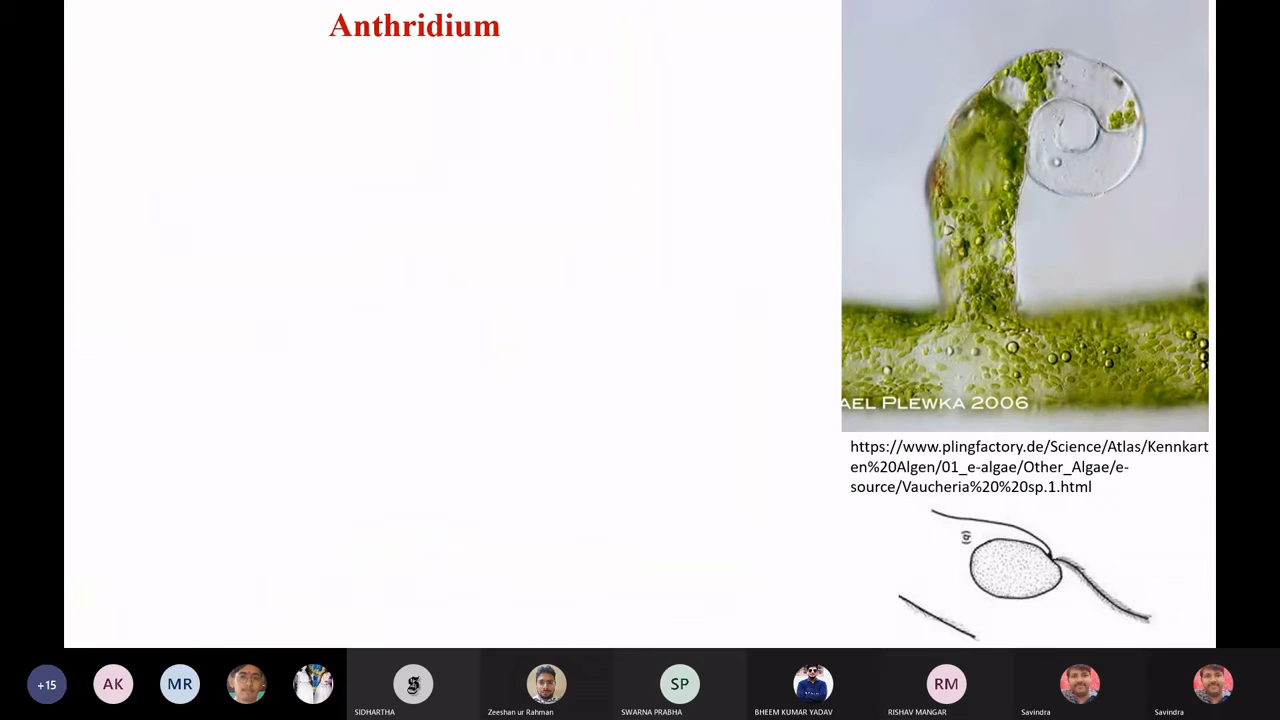 Anthridium
AEL PLEWKA 2006
https://www.plingfactory.de/Science/Atlas/Kennkart
en%20Algen/01_e-algae/Other_Algae/e-
source/Vaucheria%20%20sp.1.html
+15
AK
MR
SP
RM
SIDHARTHA
Zeeshan ur Rahman
SWARNA PRABHA
BHEEM KUMAR YADAV
RISHAV MANGAR
Savindra
Savindra